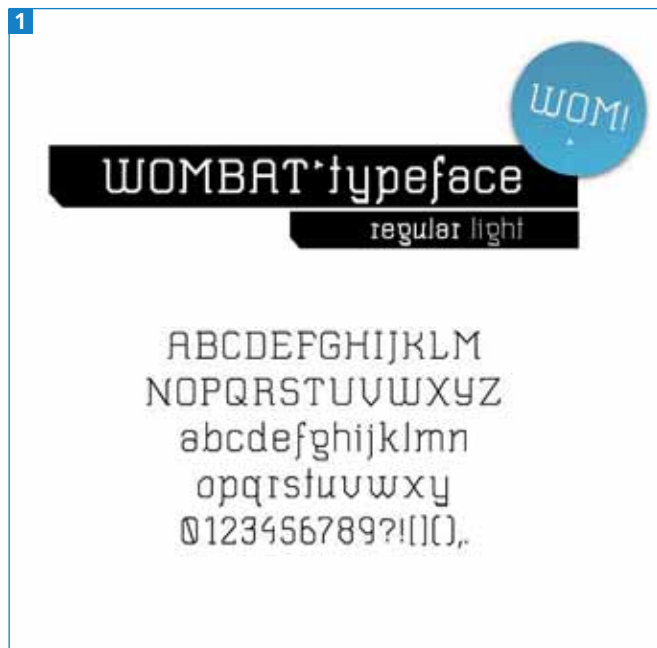 1
WOM!
WOMBAT typeface
regular light
ABCDEFGHIJKLM
NOPQRSTUVWXYZ
abcdefghijklmn
opqrstuvwxy
0123456789?![](),.